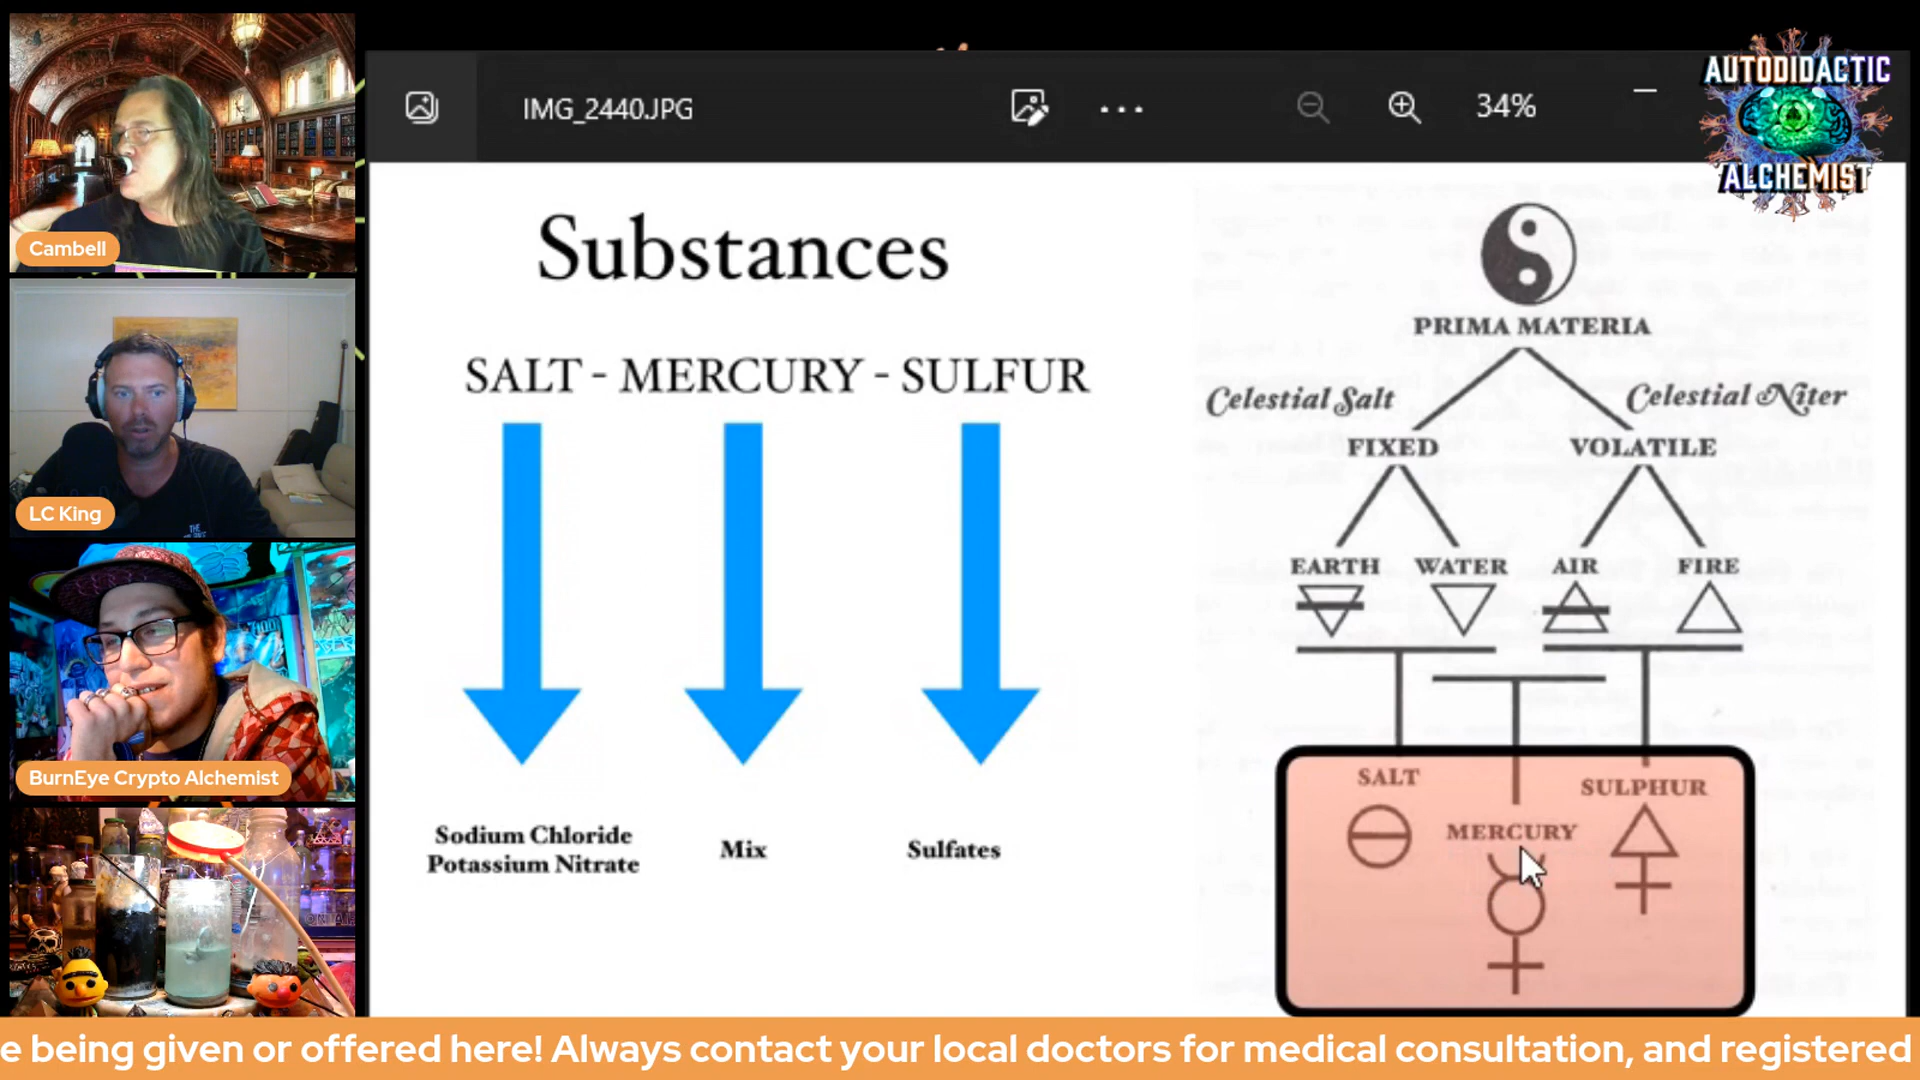 IMG_2440.JPG
34%
AUTODIDACTIC
ALCHEMIST
Cambell
LC King
BurnEye Crypto Alchemist
Substances
SALT - MERCURY - SULFUR
Sodium Chloride
Potassium Nitrate
Mix
Sulfates
PRIMA MATERIA
Celestial Salt
Celestial Niter
FIXED
VOLATILE
EARTH
WATER
AIR
FIRE
SALT
MERCURY
SULPHUR
e being given or offered here! Always contact your local doctors for medical consultation, and registered